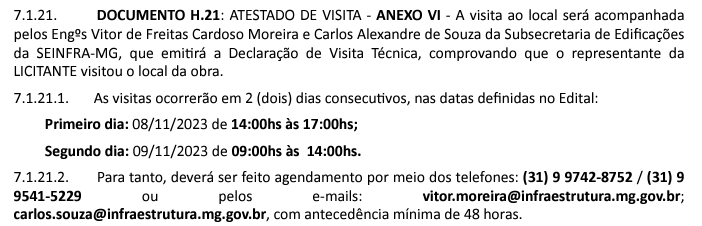 7.1.21. DOCUMENTO H.21: ATESTADO DE VISITA - ANEXO VI - A visita ao local será acompanhada
pelos Engºs Vitor de Freitas Cardoso Moreira e Carlos Alexandre de Souza da Subsecretaria de Edificações
da SEINFRA-MG, que emitirá a Declaração de Visita Técnica, comprovando que o representante da
LICITANTE visitou o local da obra.
7.1.21.1. As visitas ocorrerão em 2 (dois) dias consecutivos, nas datas definidas no Edital:
Primeiro dia: 08/11/2023 de 14:00hs às 17:00hs;
Segundo dia: 09/11/2023 de 09:00hs às 14:00hs.
7.1.21.2. Para tanto, deverá ser feito agendamento por meio dos telefones: (31) 9 9742-8752 / (31) 9
9541-5229 ou pelos e-mails: vitor.moreira@infraestrutura.mg.gov.br;
carlos.souza@infraestrutura.mg.gov.br, com antecedência mínima de 48 horas.